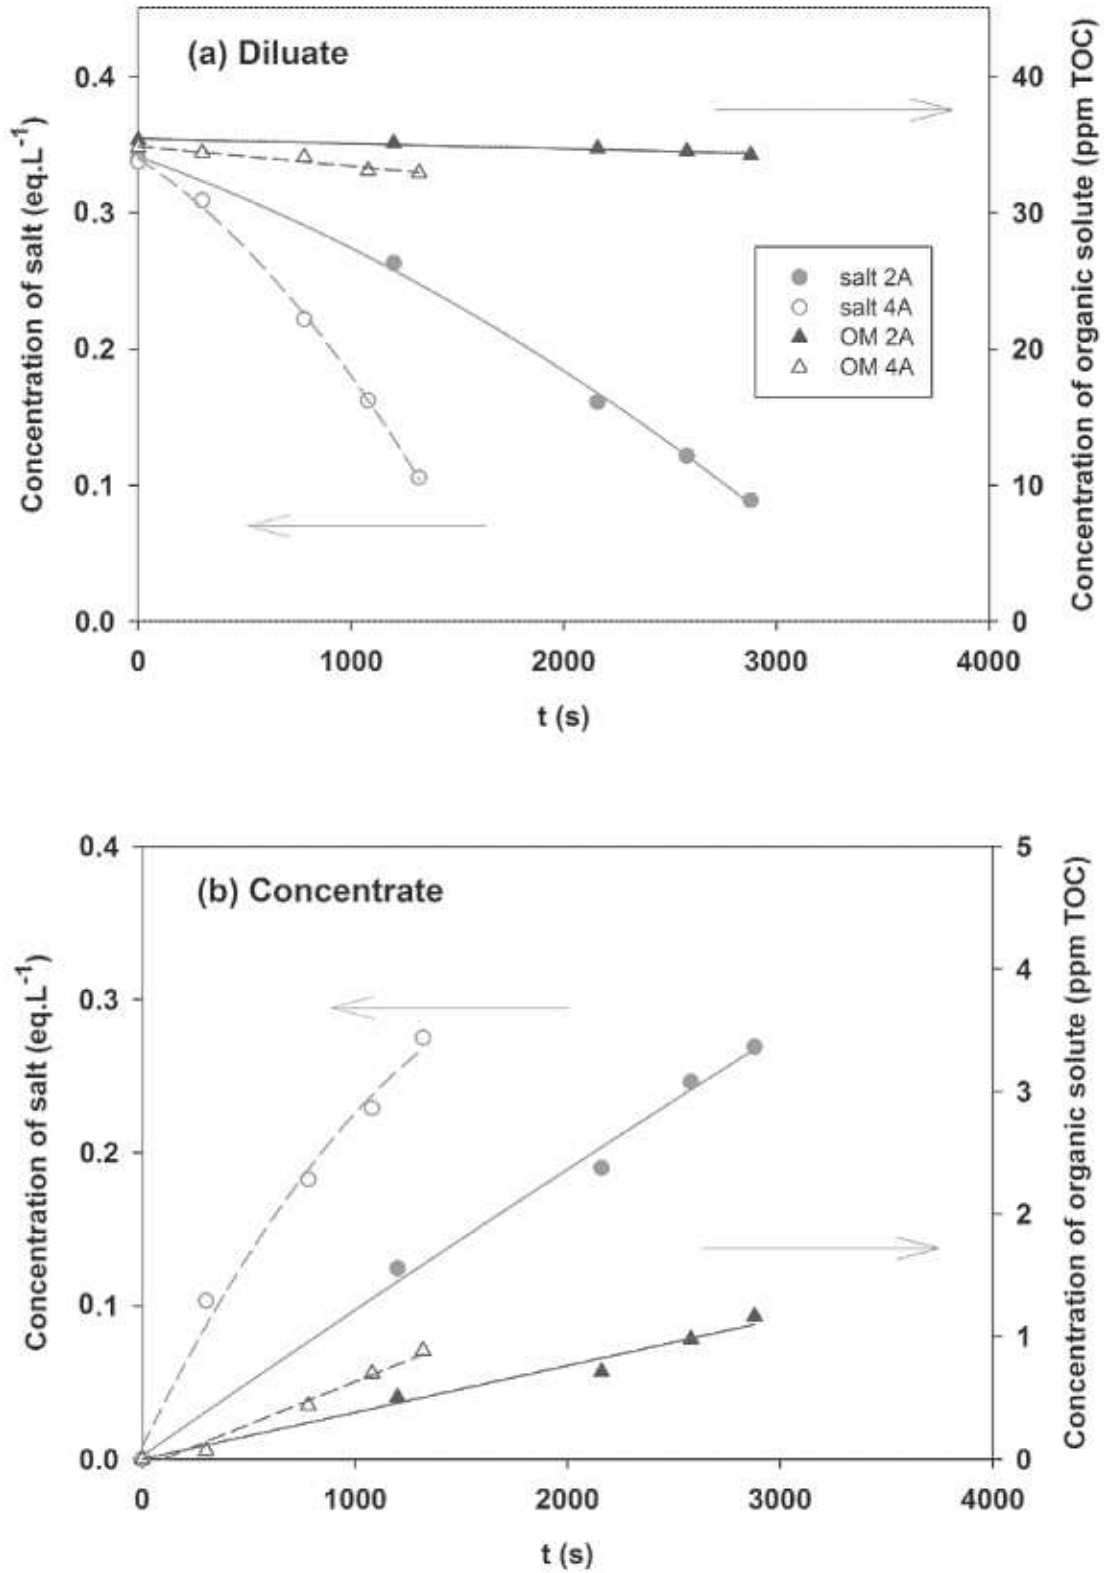 (a) Diluate
Concentration of salt (eq.L⁻¹)
0.4
0.3
0.2
0.1
0.0
40
30
20
10
0
Concentration of organic solute (ppm TOC)
salt 2A
salt 4A
OM 2A
OM 4A
0 1000 2000 3000 4000
t (s)
(b) Concentrate
Concentration of salt (eq.L⁻¹)
0.4
0.3
0.2
0.1
0.0
5
4
3
2
1
0
Concentration of organic solute (ppm TOC)
0 1000 2000 3000 4000
t (s)